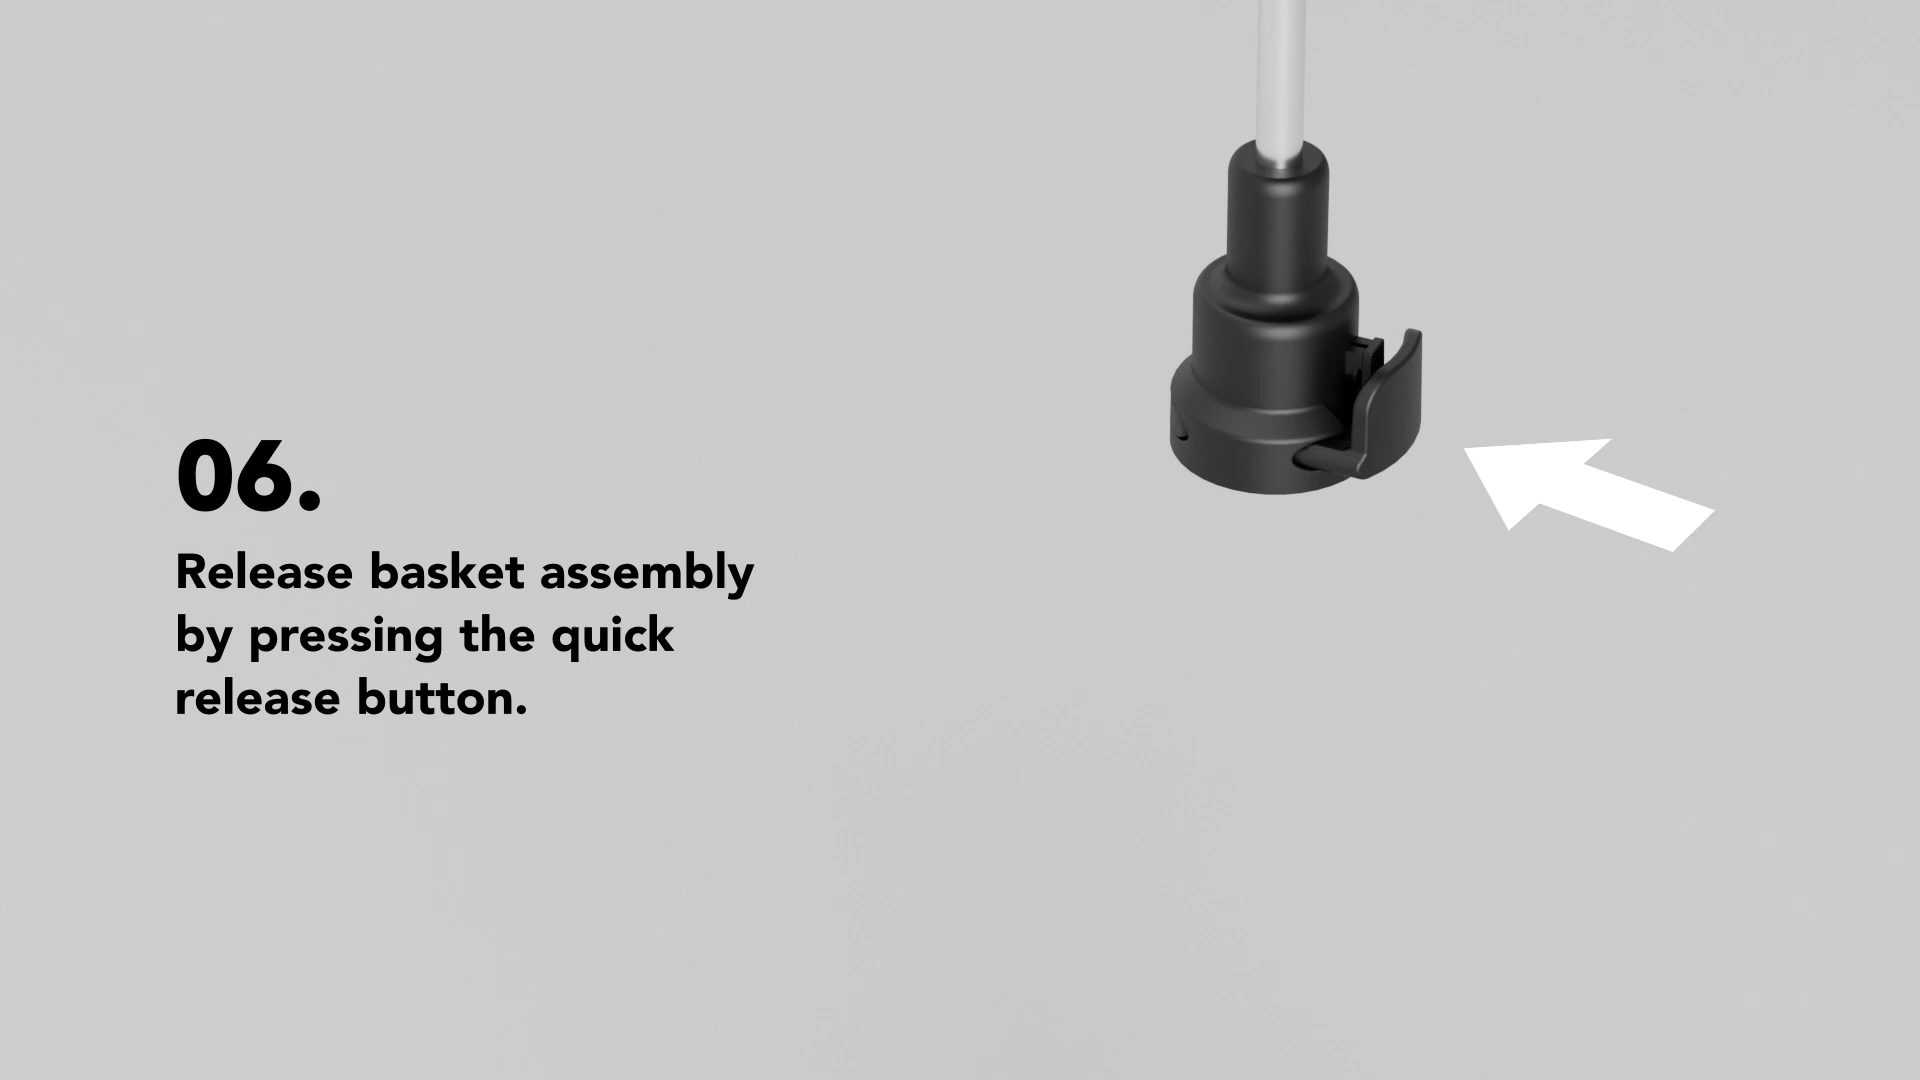 06.
Release basket assembly
by pressing the quick
release button.